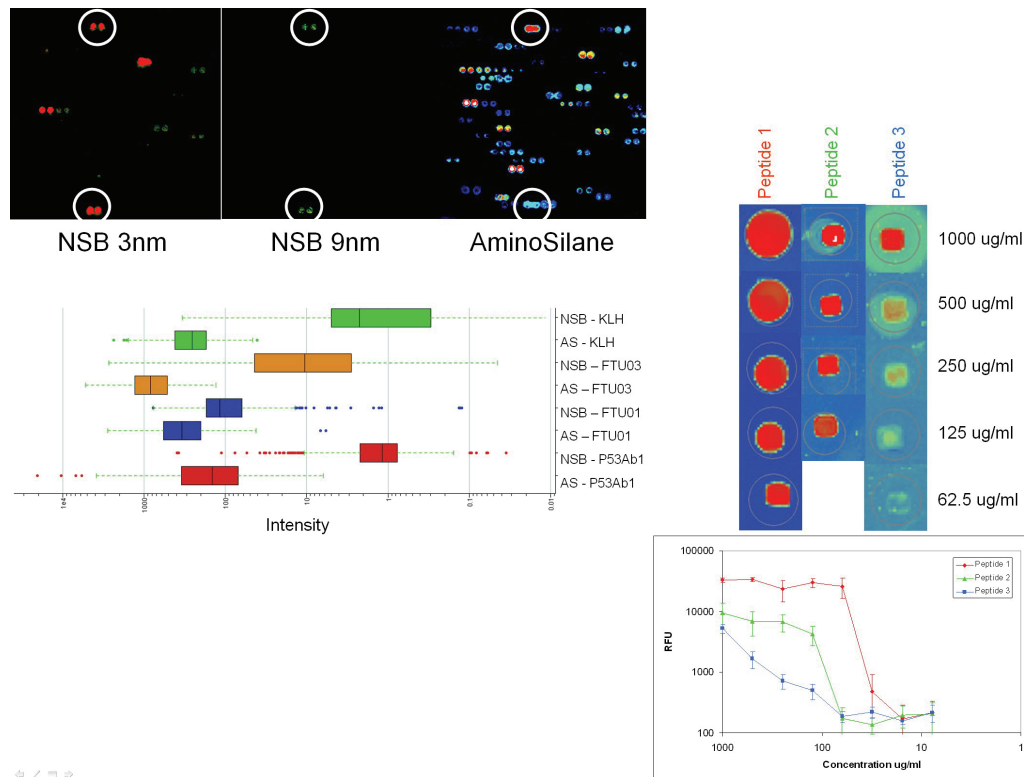 NSB 3nm
NSB 9nm
AminoSilane
NSB - KLH
AS - KLH
NSB – FTU03
AS – FTU03
NSB – FTU01
AS – FTU01
NSB - P53Ab1
AS - P53Ab1
1e4
1000
100
10
1
0.1
0.01
Intensity
Peptide 1
Peptide 2
Peptide 3
1000 ug/ml
500 ug/ml
250 ug/ml
125 ug/ml
62.5 ug/ml
100000
10000
1000
100
RFU
Peptide 1
Peptide 2
Peptide 3
1000
100
10
1
Concentration ug/ml